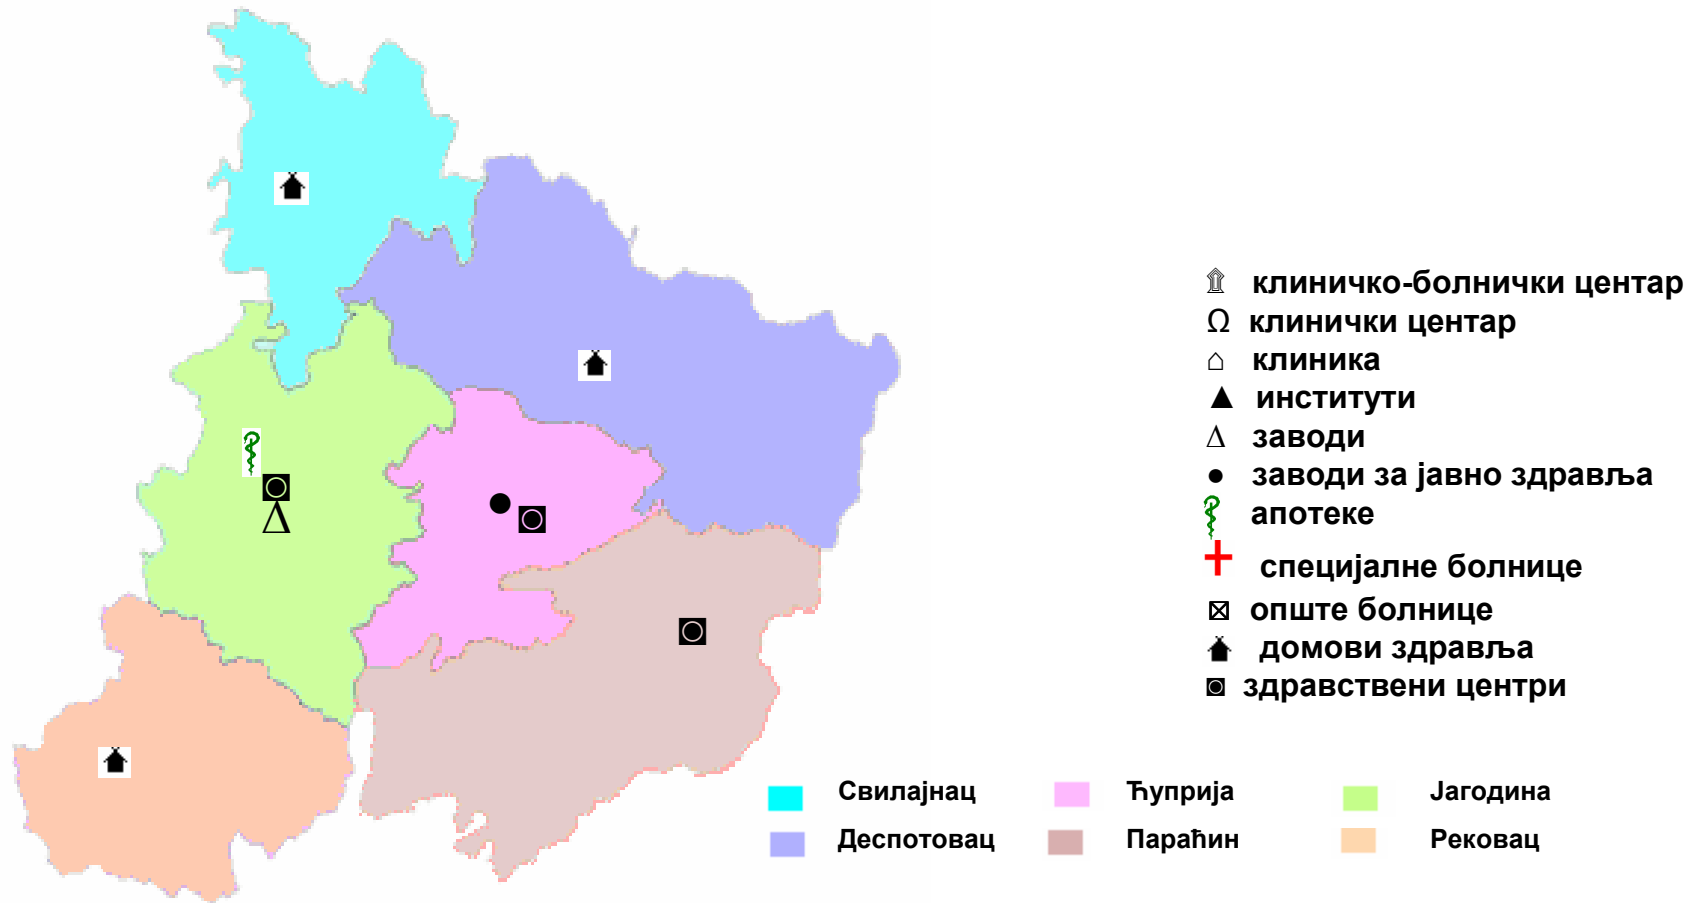 клиничко-болнички центар
Ω клинички центар
клиника
▲ институти
Δ заводи
● заводи за јавно здравља
апотеке
специјалне болнице
опште болнице
домови здравља
здравствени центри
Δ
Свилајнац Ћуприја Јагодина
Деспотовац Параћин Рековац